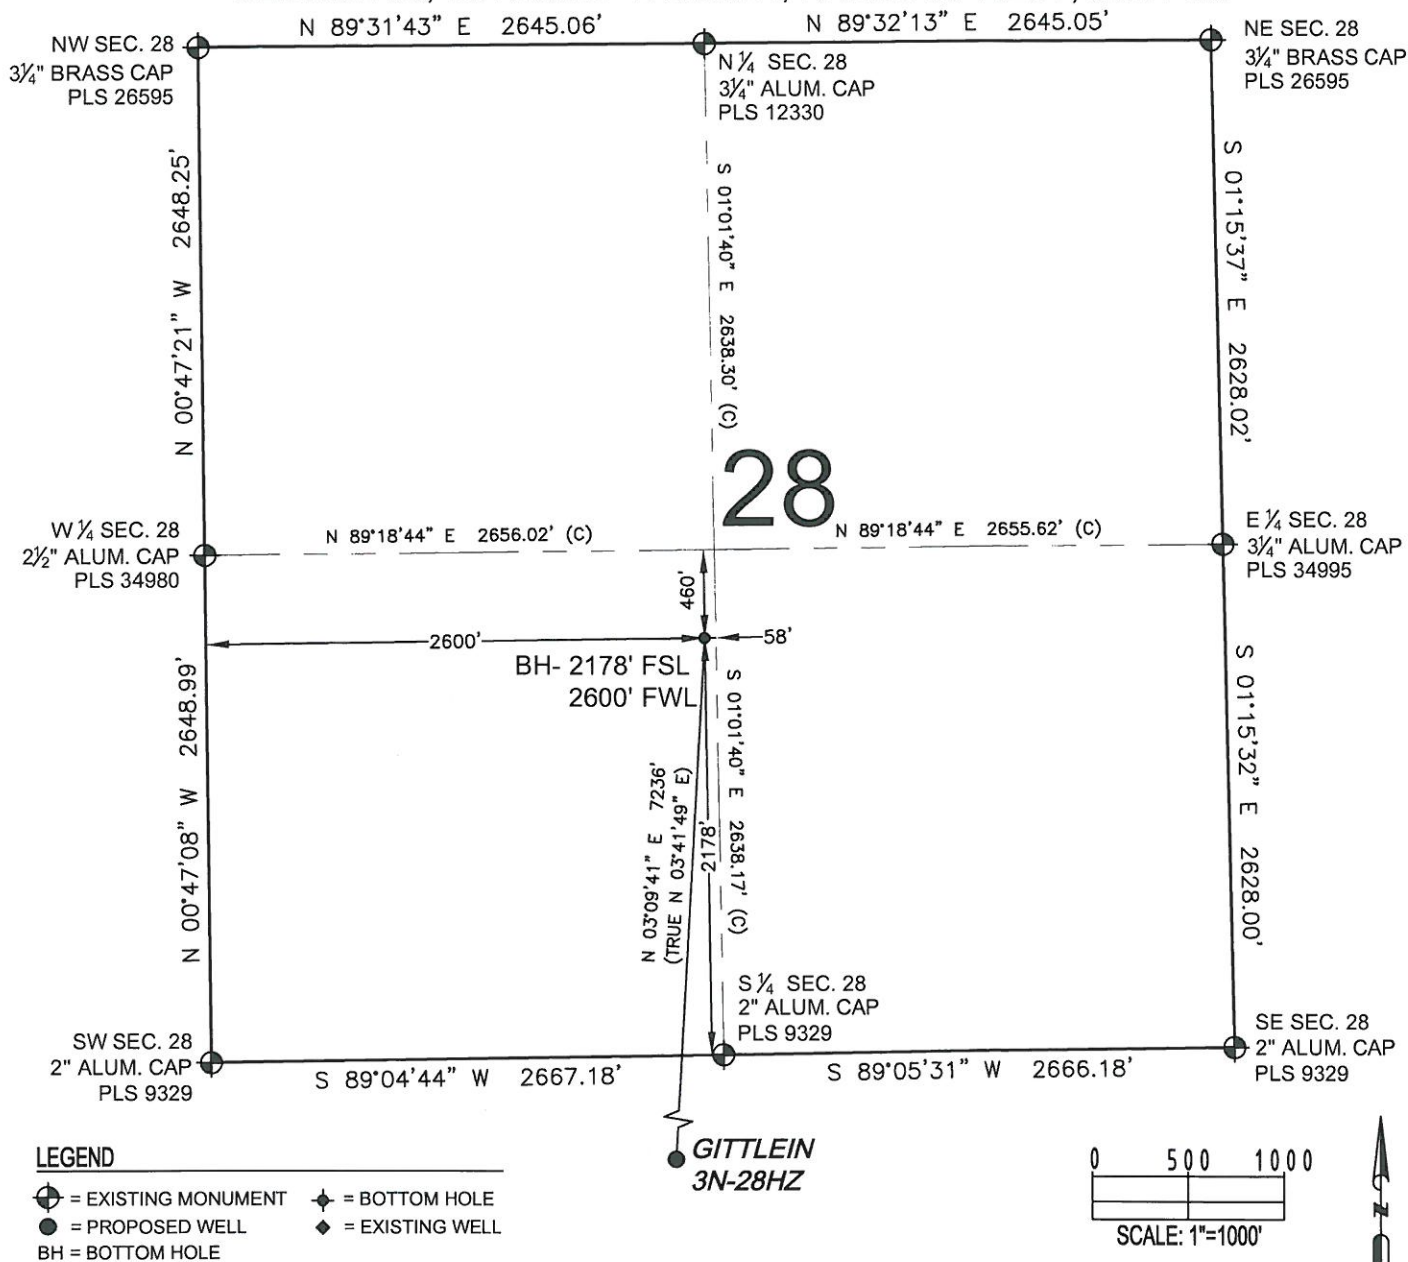 N 89°31'43" E 2645.06'
N 89°32'13" E 2645.05'
NW SEC. 28
3¼" BRASS CAP
PLS 26595
N ¼ SEC. 28
3¼" ALUM. CAP
PLS 12330
NE SEC. 28
3¼" BRASS CAP
PLS 26595
N 00°47'21" W 2648.25'
S 01°01'40" E 2638.30' (C)
S 01°15'37" E 2628.02'
28
W ¼ SEC. 28
2½" ALUM. CAP
PLS 34980
N 89°18'44" E 2656.02' (C)
N 89°18'44" E 2655.62' (C)
E ¼ SEC. 28
3¼" ALUM. CAP
PLS 34995
460'
2600'
58'
BH- 2178' FSL
2600' FWL
N 00°47'08" W 2648.99'
N 03°09'41" E 7236'
(TRUE N 03°41'49" E)
2178'
S 01°01'40" E 2638.17' (C)
S 01°15'32" E 2628.00'
SW SEC. 28
2" ALUM. CAP
PLS 9329
S ¼ SEC. 28
2" ALUM. CAP
PLS 9329
SE SEC. 28
2" ALUM. CAP
PLS 9329
S 89°04'44" W 2667.18'
S 89°05'31" W 2666.18'
GITTLEIN
3N-28HZ
LEGEND
= EXISTING MONUMENT
= BOTTOM HOLE
= PROPOSED WELL
= EXISTING WELL
BH = BOTTOM HOLE
0 500 1000
SCALE: 1"=1000'
N